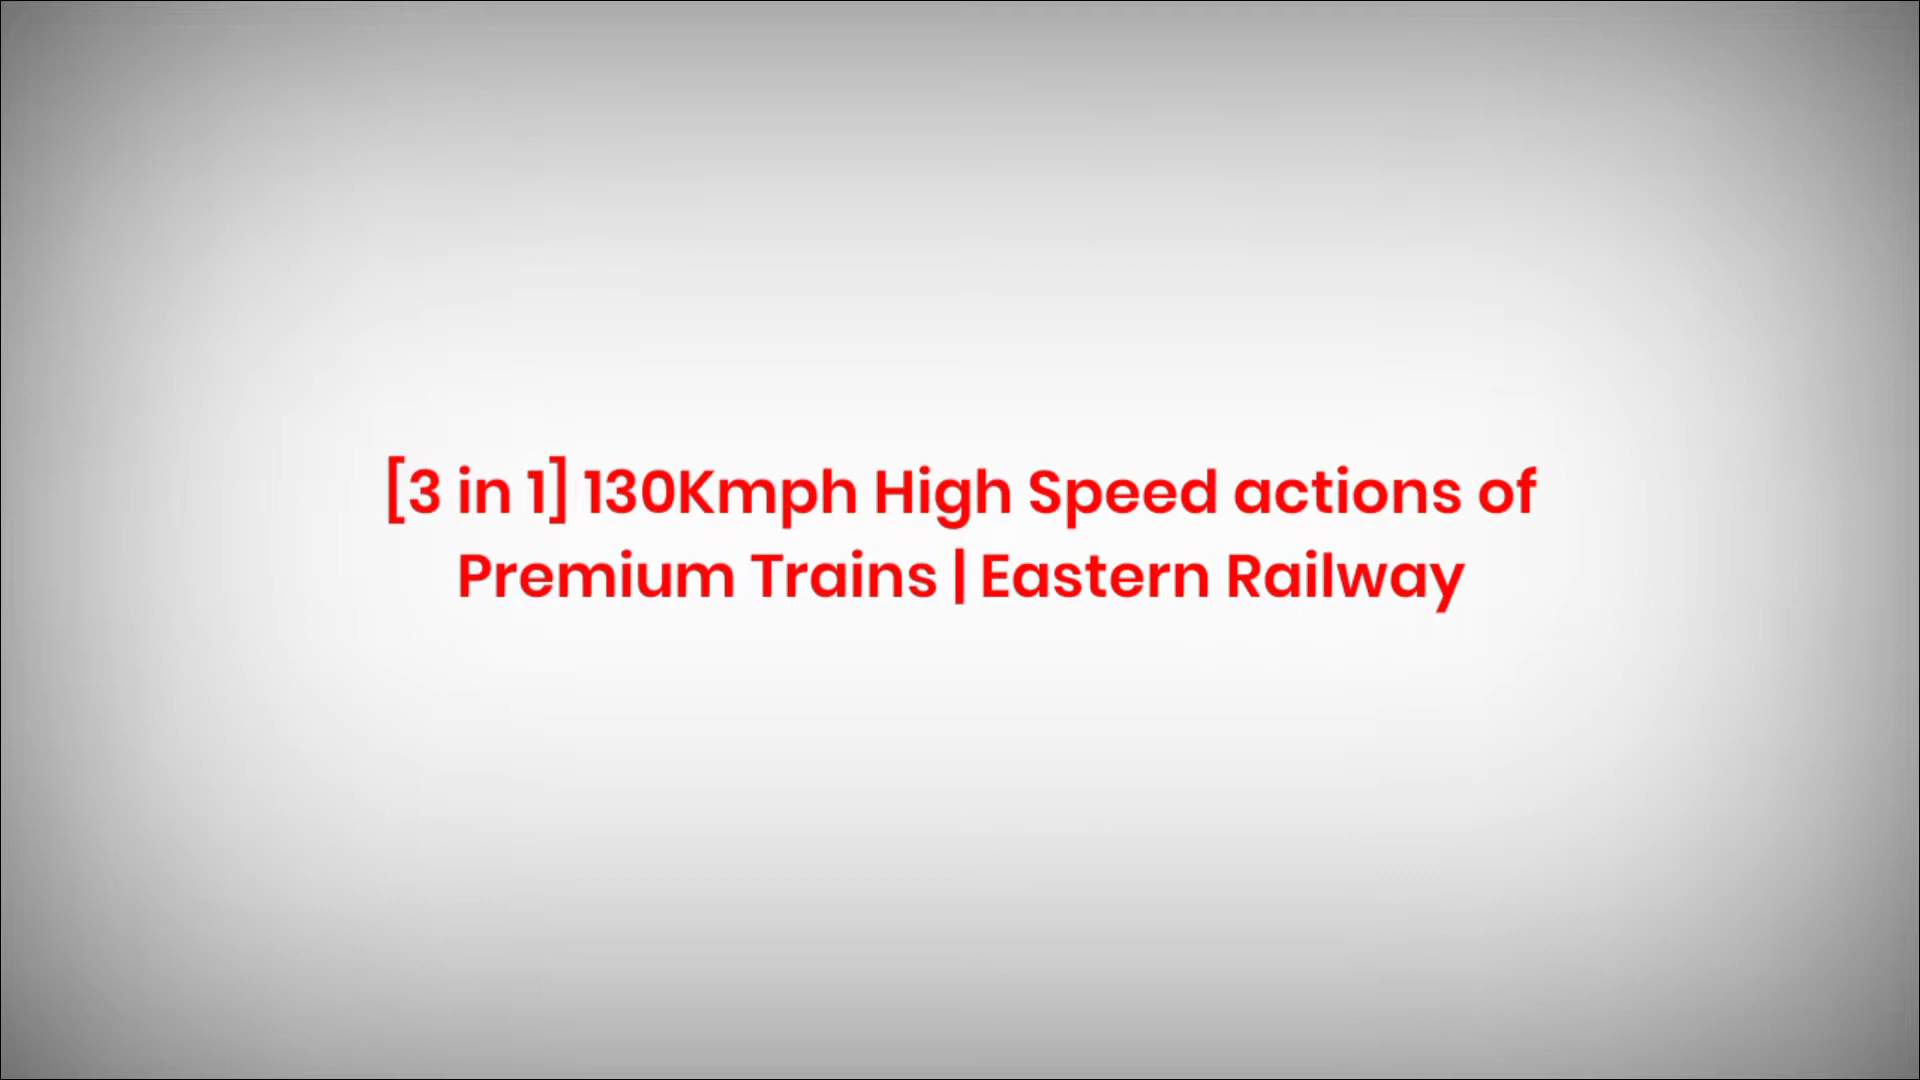 [3 in 1] 130Kmph High Speed actions of
Premium Trains | Eastern Railway